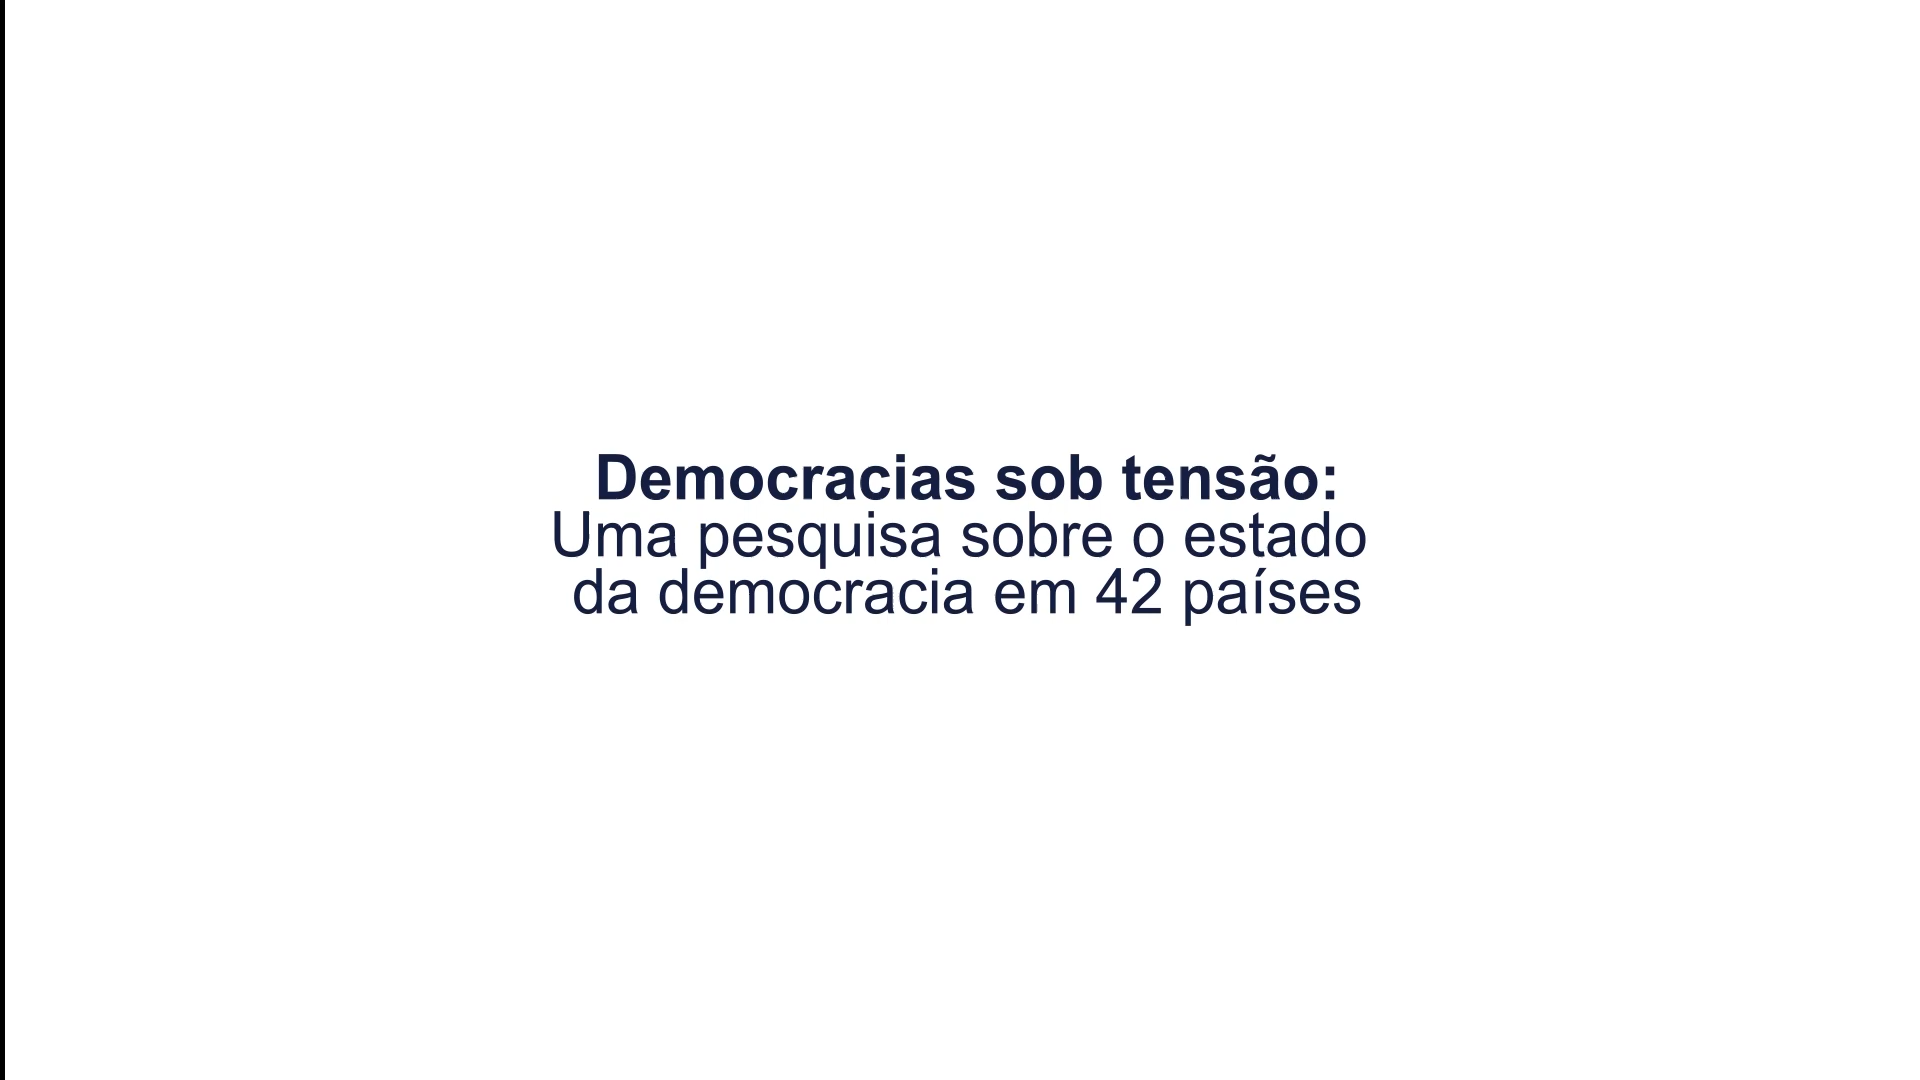 Democracias sob tensão:
Uma pesquisa sobre o estado
da democracia em 42 países